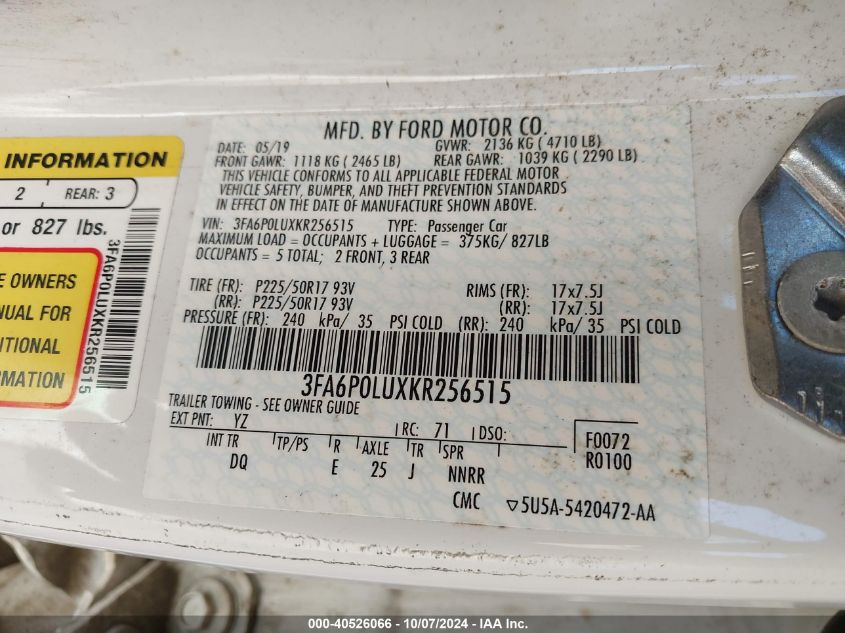 INFORMATION
2 REAR: 3
or 827 lbs.
OWNERS
FOR
3FA6P0LUXKR256515
MFD. BY FORD MOTOR CO.
DATE: 05/19 GVWR: 2136 KG ( 4710 LB)
FRONT GAWR: 1118 KG ( 2465 LB) REAR GAWR: 1039 KG ( 2290 LB)
THIS VEHICLE CONFORMS TO ALL APPLICABLE FEDERAL MOTOR
VEHICLE SAFETY, BUMPER, AND THEFT PREVENTION STANDARDS
IN EFFECT ON THE DATE OF MANUFACTURE SHOWN ABOVE.
VIN: 3FA6P0LUXKR256515 TYPE: Passenger Car
MAXIMUM LOAD = OCCUPANTS + LUGGAGE = 375KG/ 827LB
OCCUPANTS = 5 TOTAL; 2 FRONT, 3 REAR
TIRE (FR): P225/50R17 93V RIMS (FR): 17x7.5J
(RR): P225/50R17 93V (RR): 17x7.5J
PRESSURE (FR): 240 kPa/ 35 PSI COLD (RR): 240 kPa/ 35 PSI COLD
3FA6P0LUXKR256515
TRAILER TOWING - SEE OWNER GUIDE
EXT PNT: YZ RC: 71 DSO: F0072
INT TR TP/PS R AXLE TR SPR R0100
DQ E 25 J NNRR
CMC ▽5U5A-5420472-AA
000-40526066 - 10/07/2024 - IAA Inc.